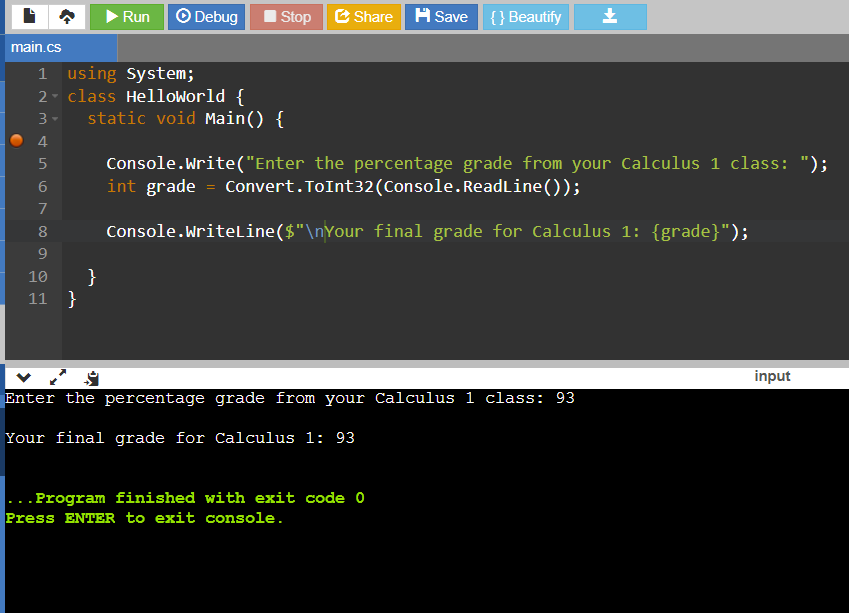 Run Debug Stop Share Save { } Beautify
main.cs
1 using System;
2 class HelloWorld {
3 static void Main() {
4
5 Console.Write("Enter the percentage grade from your Calculus 1 class: ");
6 int grade = Convert.ToInt32(Console.ReadLine());
7
8 Console.WriteLine($"\nYour final grade for Calculus 1: {grade}");
9
10 }
11 }
input
Enter the percentage grade from your Calculus 1 class: 93
Your final grade for Calculus 1: 93
...Program finished with exit code 0
Press ENTER to exit console.